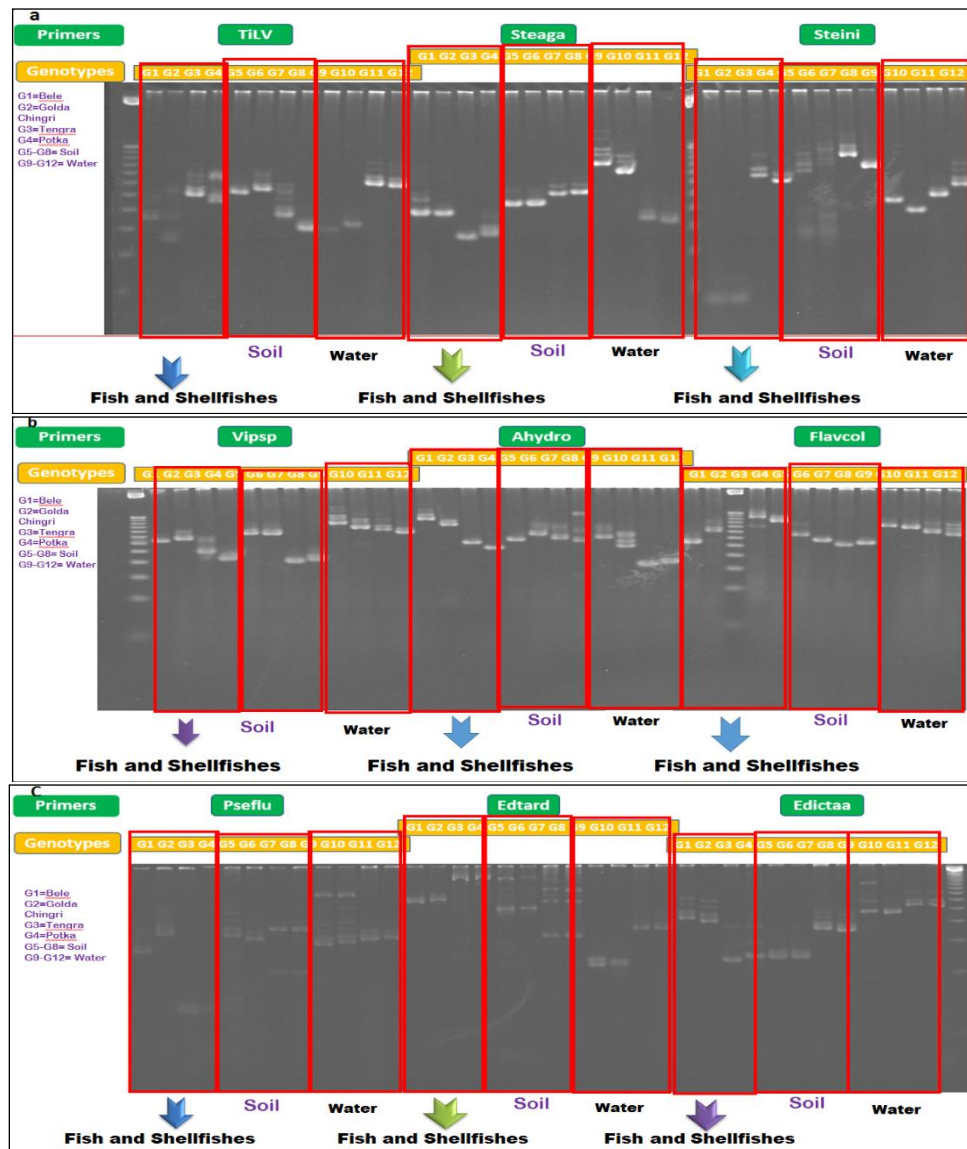 a
Primers TiLV Steaga Steini
G1 G2 G3 G4 G5 G6 G7 G8 G9 G10 G11 G12
Genotypes G1 G2 G3 G4 G5 G6 G7 G8 G9 G10 G11 G12 G1 G2 G3 G4 G5 G6 G7 G8 G9 G10 G11 G12
G1=Bele
G2=Golda
Chingri
G3=Tengra
G4=Potka
G5-G8= Soil
G9-G12= Water
Soil Water Soil Water Soil Water
Fish and Shellfishes Fish and Shellfishes Fish and Shellfishes
b
Primers Vipsp Ahydro Flavcol
G1 G2 G3 G4 G5 G6 G7 G8 G9 G10 G11 G12
Genotypes G G2 G3 G4 G5 G6 G7 G8 G9 G10 G11 G12 G1 G2 G3 G4 G5 G6 G7 G8 G9 G10 G11 G12
G1=Bele
G2=Golda
Chingri
G3=Tengra
G4=Potka
G5-G8= Soil
G9-G12= Water
Soil Water Soil Water Soil Water
Fish and Shellfishes Fish and Shellfishes Fish and Shellfishes
C
Primers Pseflu Edtard Edictaa
G1 G2 G3 G4 G5 G6 G7 G8 G9 G10 G11 G12
Genotypes G1 G2 G3 G4 G5 G6 G7 G8 G9 G10 G11 G12 G1 G2 G3 G4 G5 G6 G7 G8 G9 G10 G11 G12
G1=Bele
G2=Golda
Chingri
G3=Tengra
G4=Potka
G5-G8= Soil
G9-G12= Water
Soil Water Soil Water Soil Water
Fish and Shellfishes Fish and Shellfishes Fish and Shellfishes